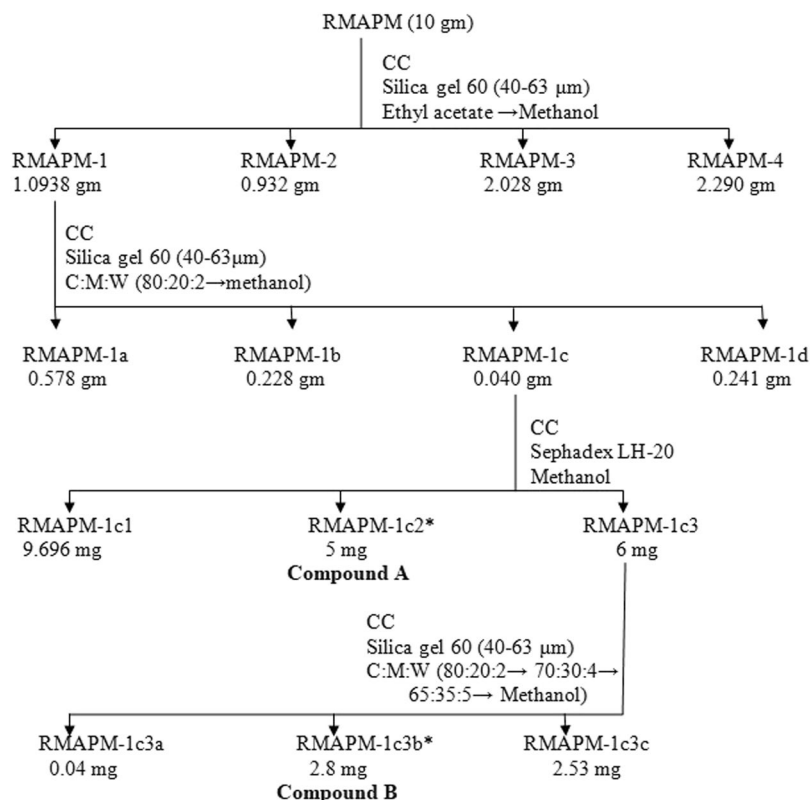 RMAPM (10 gm)
CC
Silica gel 60 (40-63 μm)
Ethyl acetate →Methanol
RMAPM-1 RMAPM-2 RMAPM-3 RMAPM-4
1.0938 gm 0.932 gm 2.028 gm 2.290 gm
CC
Silica gel 60 (40-63μm)
C:M:W (80:20:2→methanol)
RMAPM-1a RMAPM-1b RMAPM-1c RMAPM-1d
0.578 gm 0.228 gm 0.040 gm 0.241 gm
CC
Sephadex LH-20
Methanol
RMAPM-1c1 RMAPM-1c2* RMAPM-1c3
9.696 mg 5 mg 6 mg
Compound A
CC
Silica gel 60 (40-63 μm)
C:M:W (80:20:2→ 70:30:4→
65:35:5→ Methanol)
RMAPM-1c3a RMAPM-1c3b* RMAPM-1c3c
0.04 mg 2.8 mg 2.53 mg
Compound B